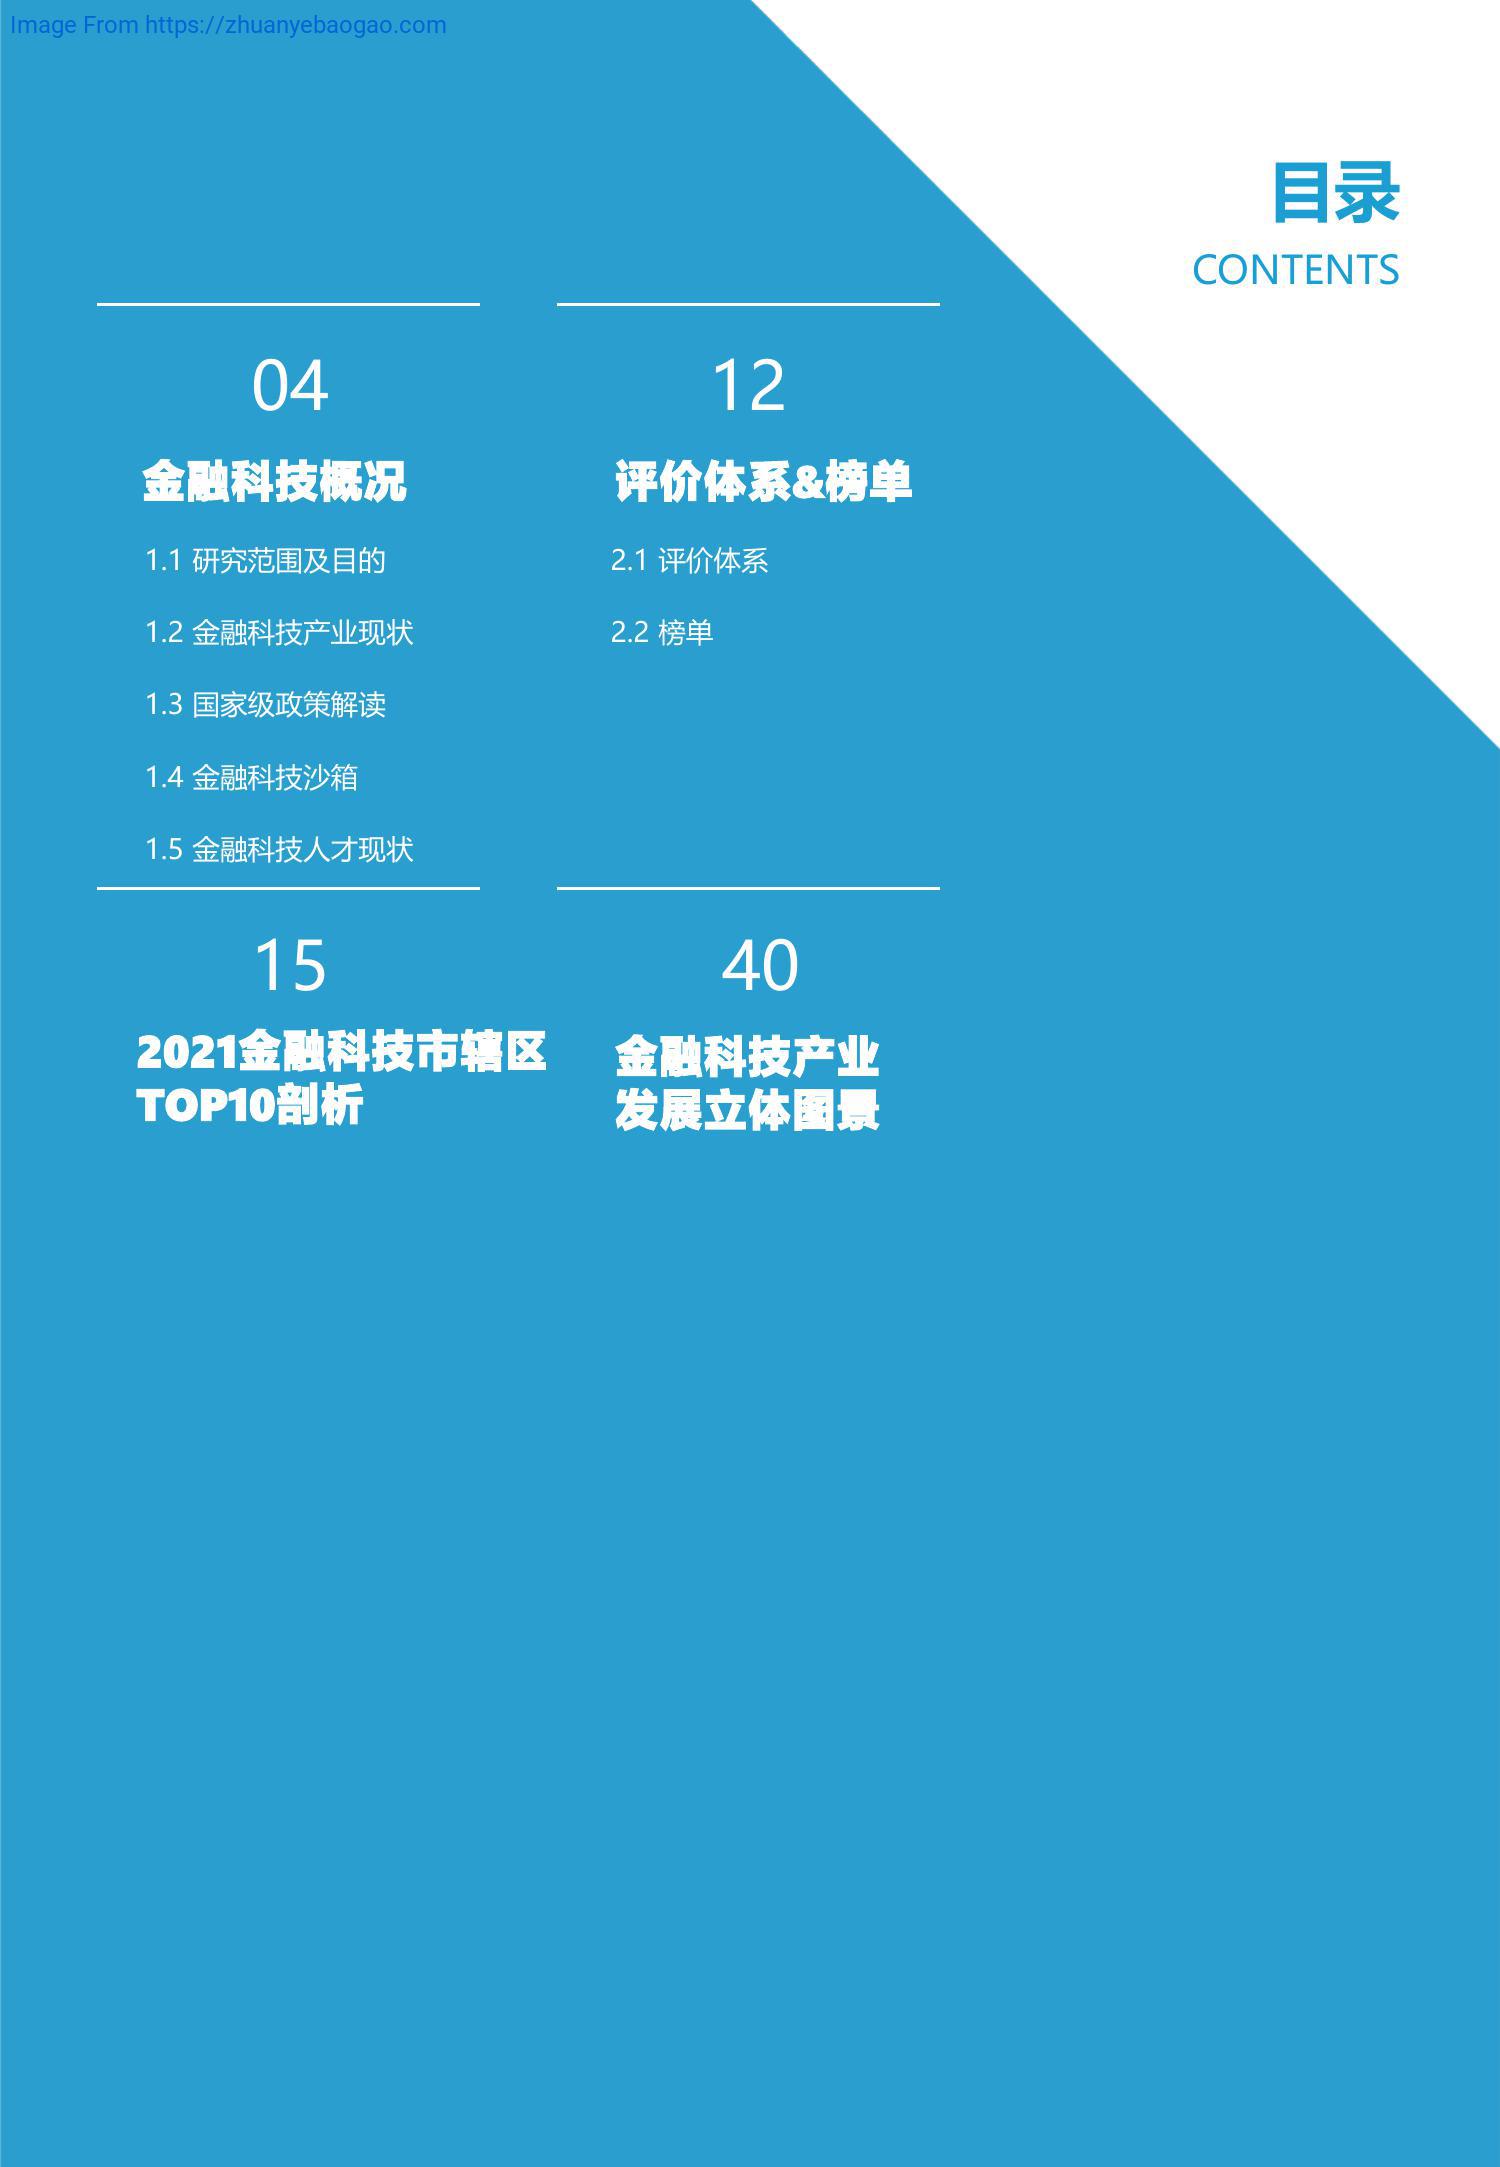 Image From https://zhuanyebaogao.com
目录
CONTENTS
04
金融科技概况
1.1 研究范围及目的
1.2 金融科技产业现状
1.3 国家级政策解读
1.4 金融科技沙箱
1.5 金融科技人才现状
12
评价体系&榜单
2.1 评价体系
2.2 榜单
15
2021金融科技市辖区
TOP10剖析
40
金融科技产业
发展立体图景